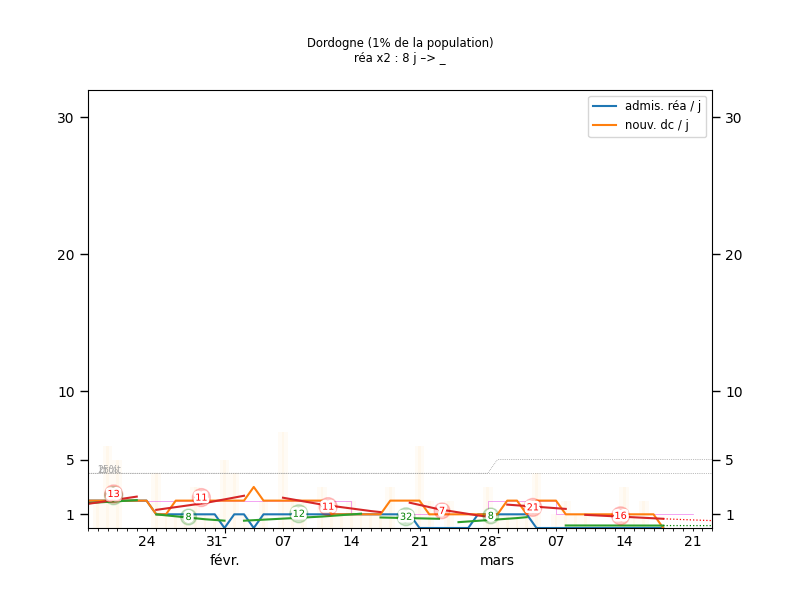 Dordogne (1% de la population)
réa x2 : 8 j –> _
admis. réa / j
nouv. dc / j
30 30
20 20
10 10
5 5
1 1
13 11 11 7 21 16
8 12 32 8
24 31 07 14 21 28 07 14 21
févr. mars